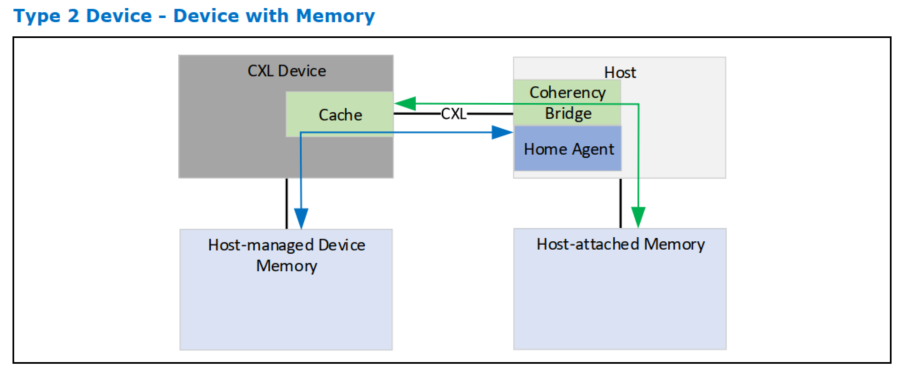 Type 2 Device - Device with Memory
CXL Device
Host
Cache
CXL
Coherency
Bridge
Home Agent
Host-managed Device
Memory
Host-attached Memory